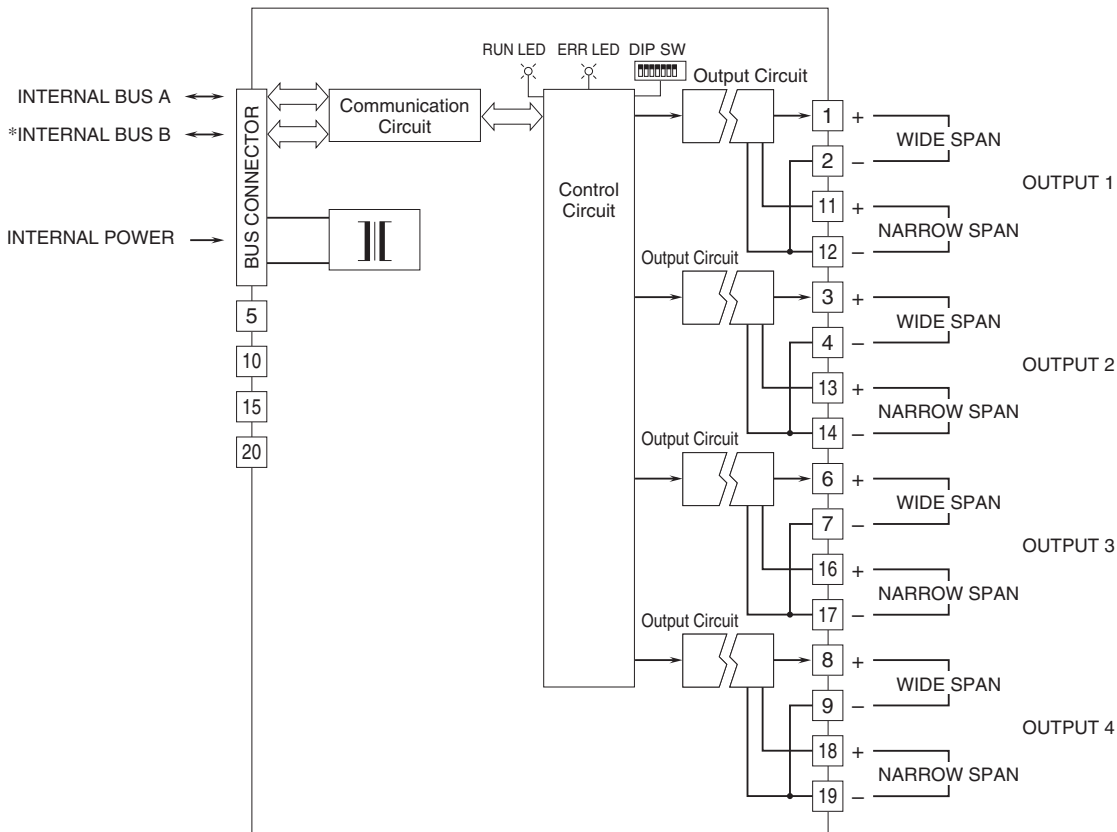 RUN LED ERR LED DIP SW
Output Circuit
INTERNAL BUS A
*INTERNAL BUS B
INTERNAL POWER
BUS CONNECTOR
Communication
Circuit
Control
Circuit
5
10
15
20
1 +
WIDE SPAN
2 –
OUTPUT 1
11 +
NARROW SPAN
12 –
Output Circuit
3 +
WIDE SPAN
4 –
OUTPUT 2
13 +
NARROW SPAN
14 –
Output Circuit
6 +
WIDE SPAN
7 –
OUTPUT 3
16 +
NARROW SPAN
17 –
Output Circuit
8 +
WIDE SPAN
9 –
OUTPUT 4
18 +
NARROW SPAN
19 –